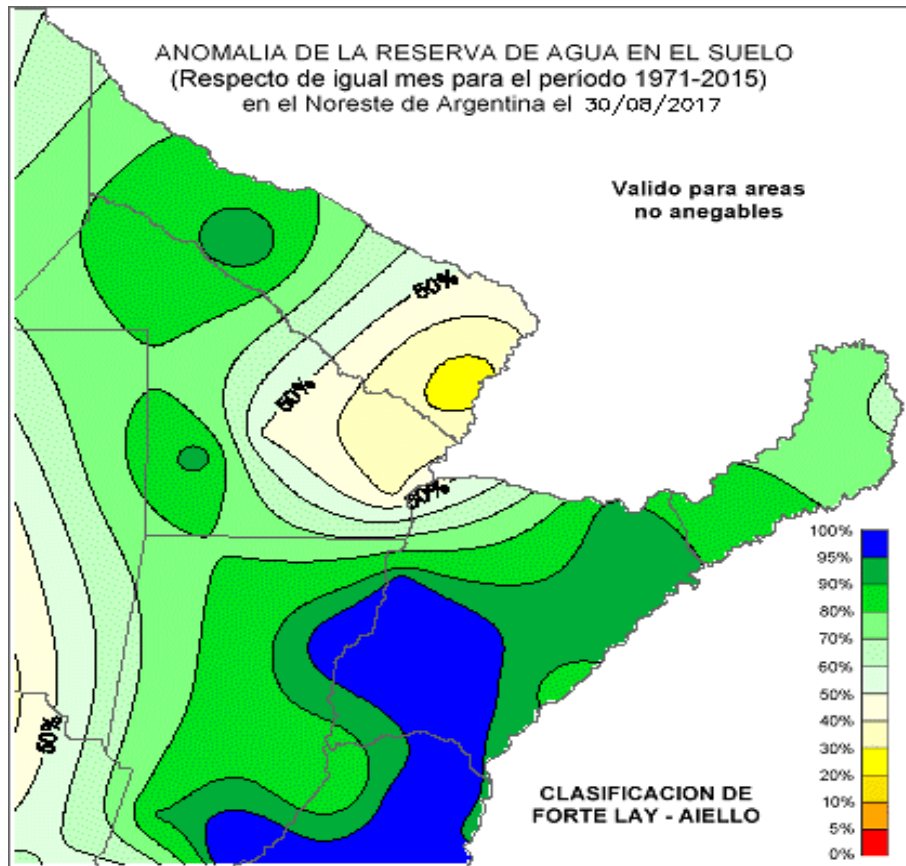 ANOMALIA DE LA RESERVA DE AGUA EN EL SUELO
(Respecto de igual mes para el periodo 1971-2015)
en el Noreste de Argentina el 30/08/2017
Valido para areas
no anegables
50%
50%
50%
50%
100%
95%
90%
80%
70%
60%
50%
40%
30%
20%
10%
5%
0%
CLASIFICACION DE
FORTE LAY - AIELLO